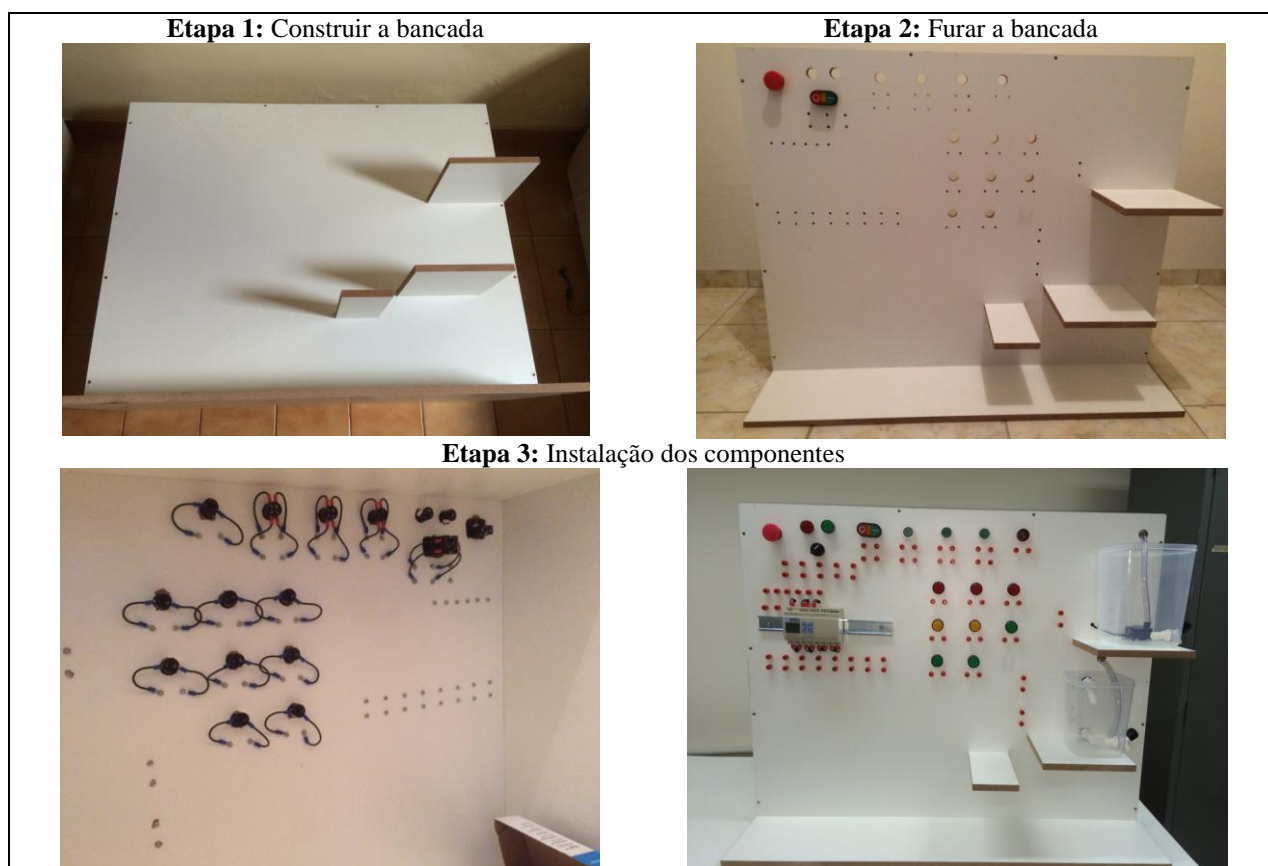 Etapa 1: Construir a bancada
Etapa 2: Furar a bancada
Etapa 3: Instalação dos componentes